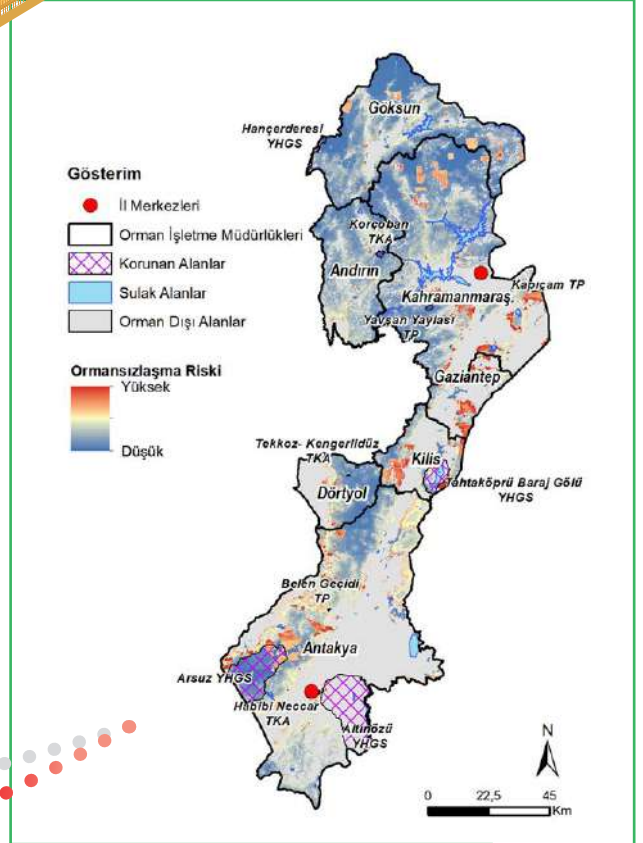 Göksun
Hançerderesi
YHGS
Gösterim
İl Merkezleri
Orman İşletme Müdürlükleri
Korunan Alanlar
Sulak Alanlar
Orman Dışı Alanlar
Korçoban
TKA
Andırın
Kahramanmaraş
Kapıçam TP
Yavşan Yaylası
TP
Ormansızlaşma Riski
Yüksek
Düşük
Gaziantep
Tekkoz- Kengerlidüz
TKA
Kilis
Tahtaköprü Baraj Gölü
YHGS
Dörtyol
Belen Geçidi
TP
Antakya
Arsuz YHGS
Habibi Neccar
TKA
Altınözü
YHGS
N
0 22,5 45
Km